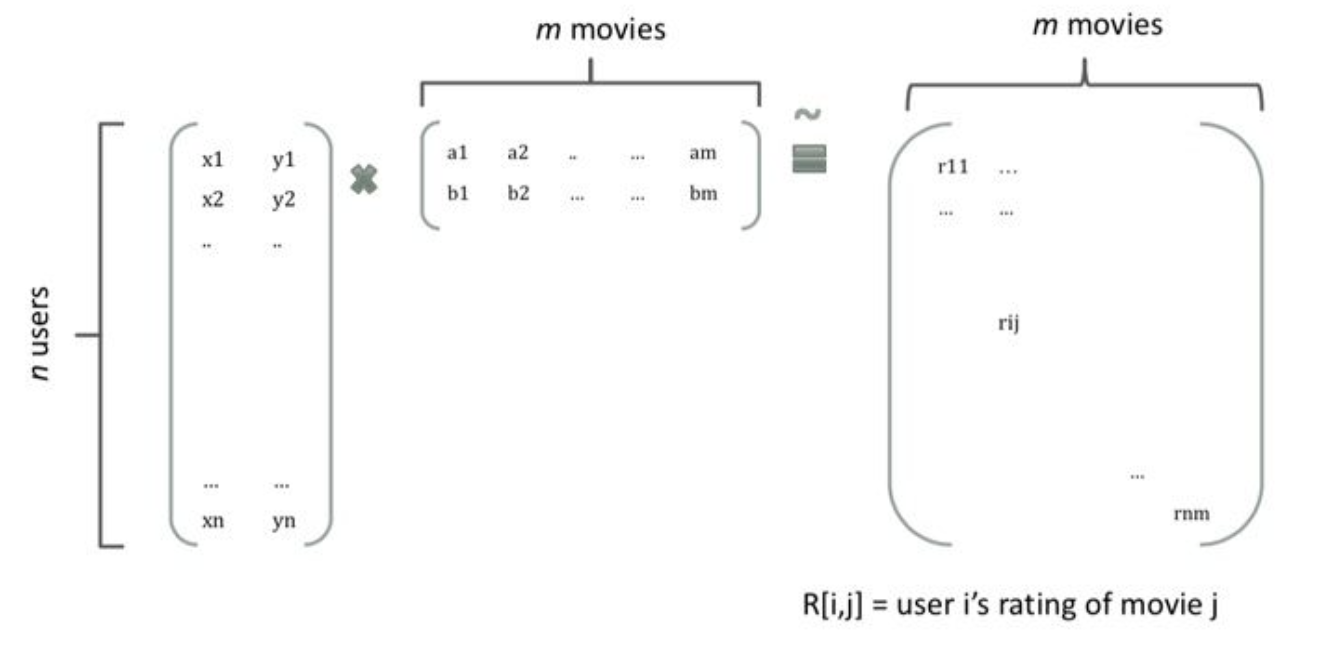 m movies
m movies
n users
x1 y1
x2 y2
.. ..
... ...
xn yn
a1 a2 .. ... am
b1 b2 ... ... bm
~
=
r11 ...
... ...
rij
...
rnm
R[i,j] = user i's rating of movie j